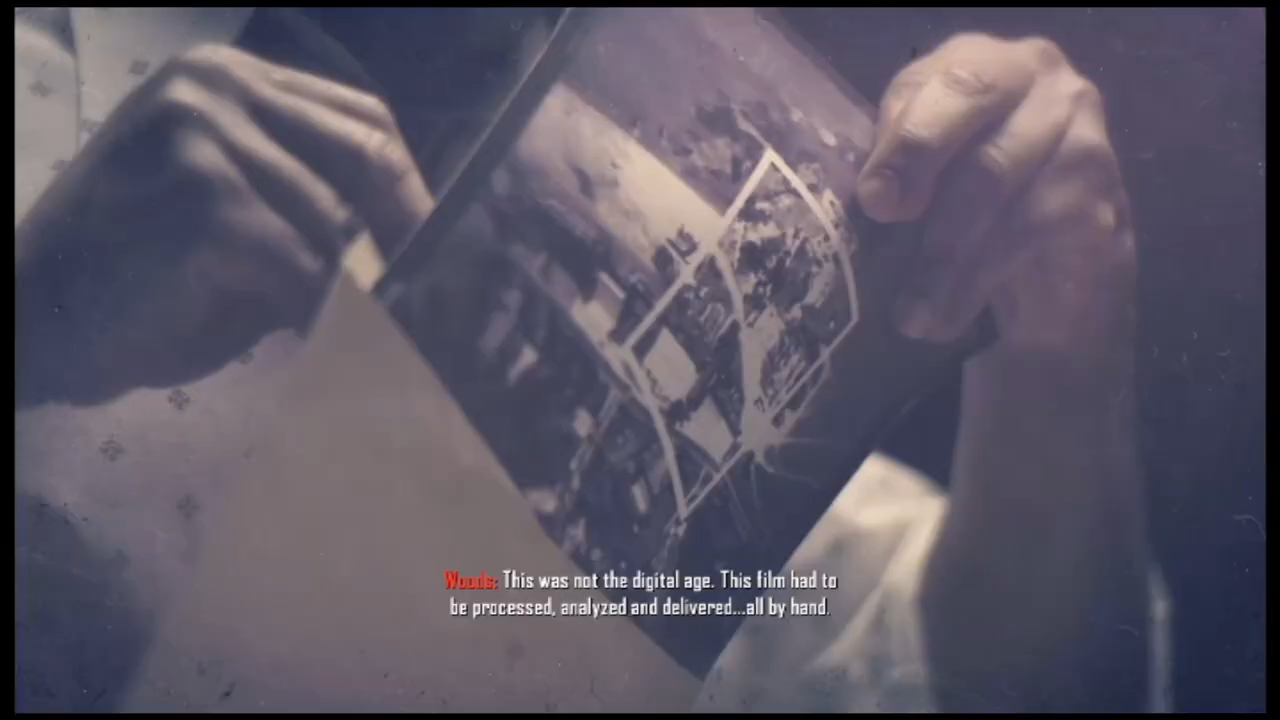 Woods: This was not the digital age. This film had to
be processed, analyzed and delivered...all by hand.